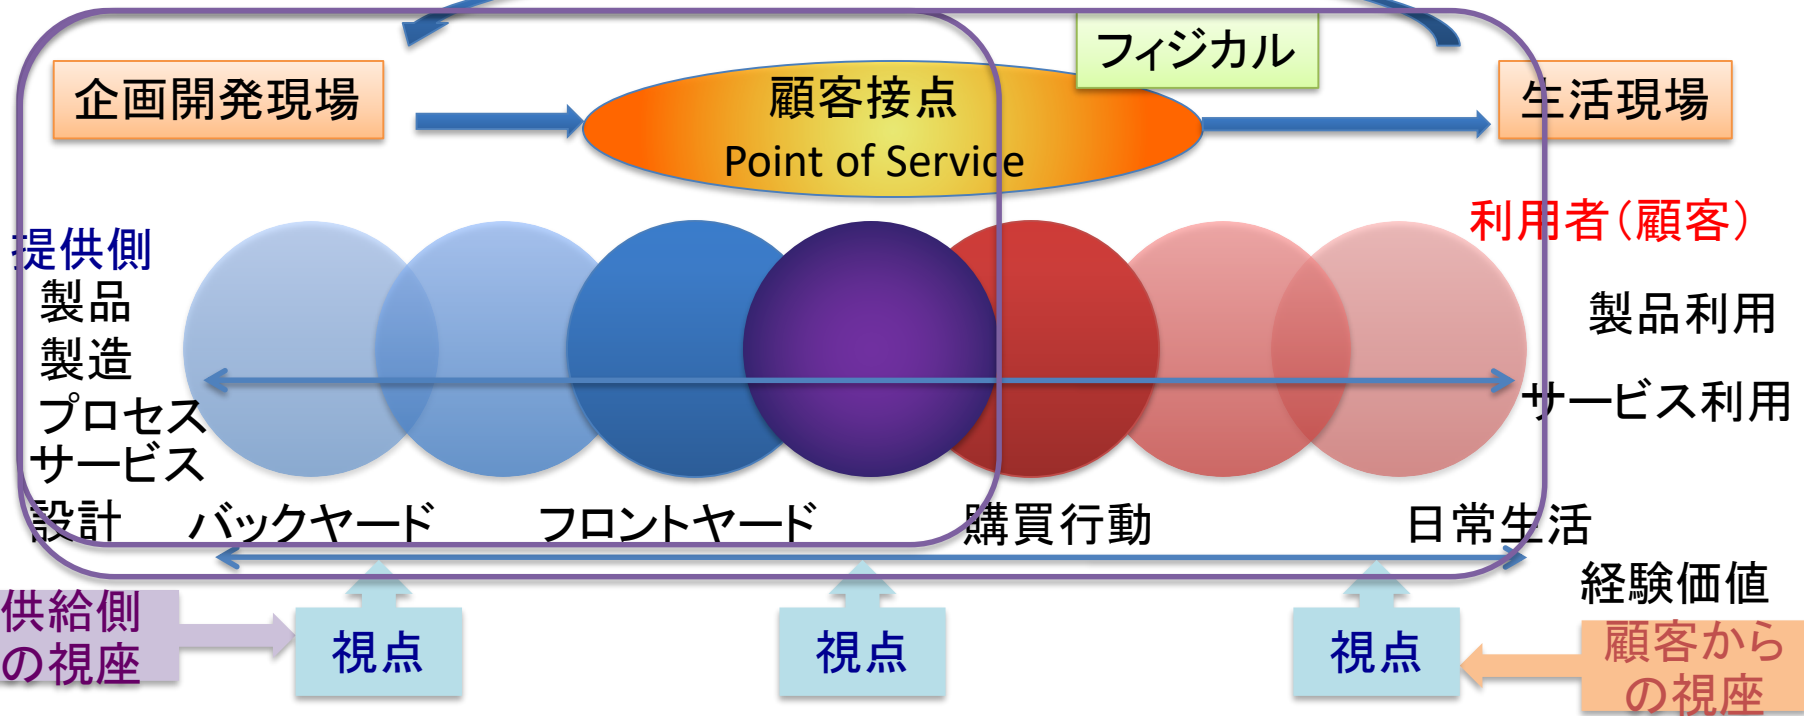 フィジカル
企画開発現場
顧客接点
Point of Service
生活現場
提供側
利用者(顧客)
製品
製造
プロセス
サービス
設計
製品利用
サービス利用
バックヤード
フロントヤード
購買行動
日常生活
経験価値
供給側
の視座
視点
視点
視点
顧客から
の視座